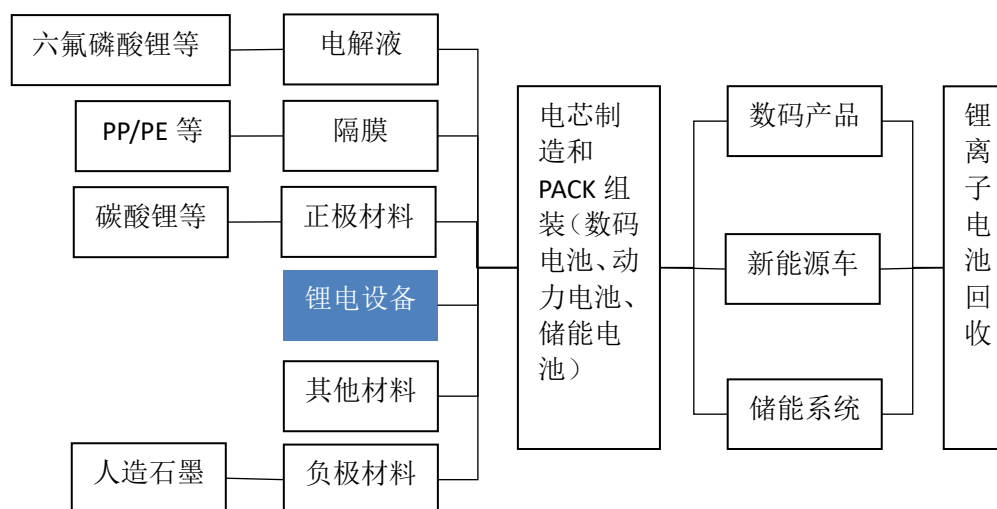 六氟磷酸锂等
电解液
PP/PE 等
隔膜
碳酸锂等
正极材料
锂电设备
其他材料
人造石墨
负极材料
电芯制
造和
PACK 组
装（数码
电池、动
力电池、
储能电
池）
数码产品
新能源车
储能系统
锂
离
子
电
池
回
收